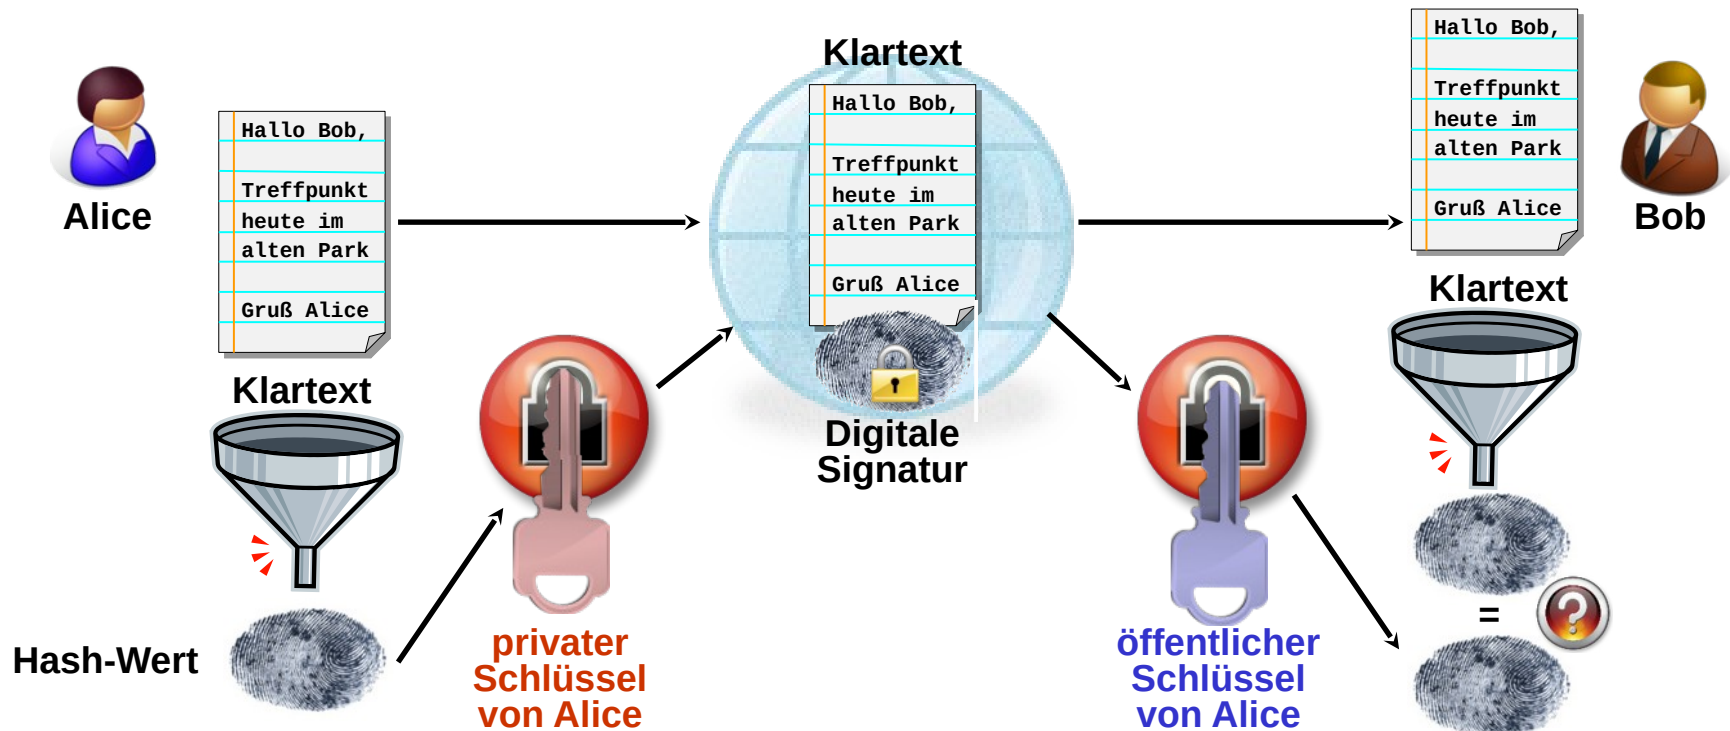 Alice
Hallo Bob,
Treffpunkt
heute im
alten Park
Gruß Alice
Klartext
Hash-Wert
privater
Schlüssel
von Alice
Klartext
Hallo Bob,
Treffpunkt
heute im
alten Park
Gruß Alice
Digitale
Signatur
öffentlicher
Schlüssel
von Alice
Hallo Bob,
Treffpunkt
heute im
alten Park
Gruß Alice
Bob
Klartext
=
?